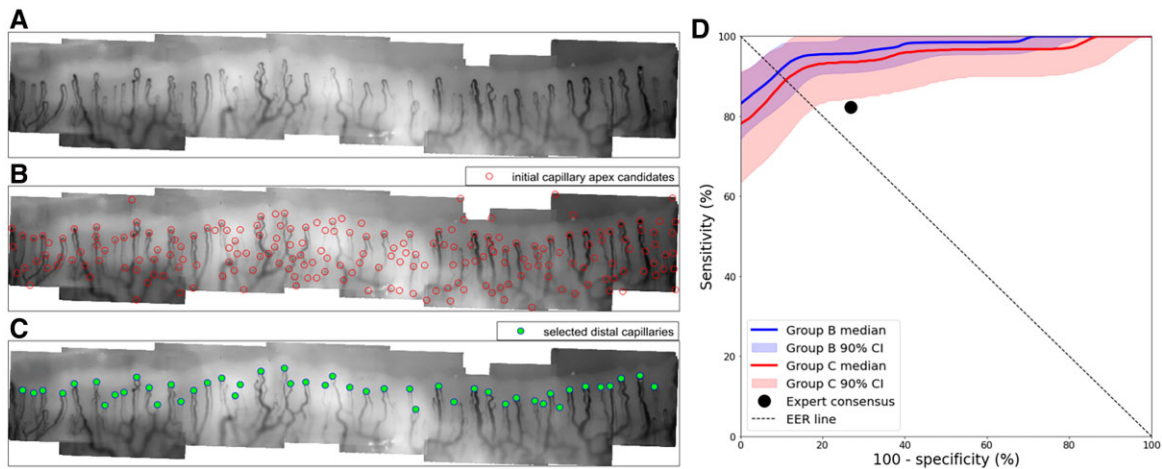 A
B
initial capillary apex candidates
C
selected distal capillaries
D
Sensitivity (%)
100
80
60
40
20
0
0
20
40
60
80
100
100 - specificity (%)
Group B median
Group B 90% CI
Group C median
Group C 90% CI
Expert consensus
EER line